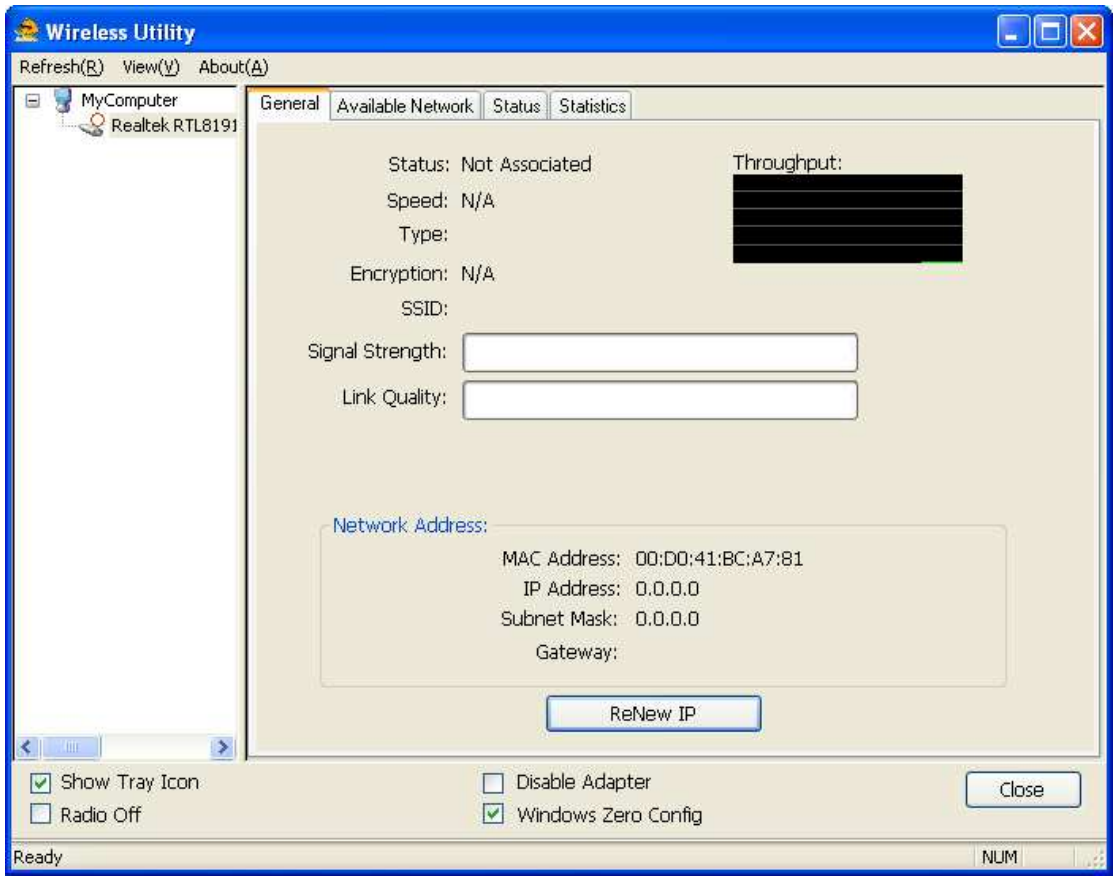 Wireless Utility
Refresh(R) View(V) About(A)
MyComputer
Realtek RTL8191
General Available Network Status Statistics
Status: Not Associated
Throughput:
Speed: N/A
Type:
Encryption: N/A
SSID:
Signal Strength:
Link Quality:
Network Address:
MAC Address: 00:D0:41:BC:A7:81
IP Address: 0.0.0.0
Subnet Mask: 0.0.0.0
Gateway:
ReNew IP
Show Tray Icon
Disable Adapter
Close
Radio Off
Windows Zero Config
Ready
NUM